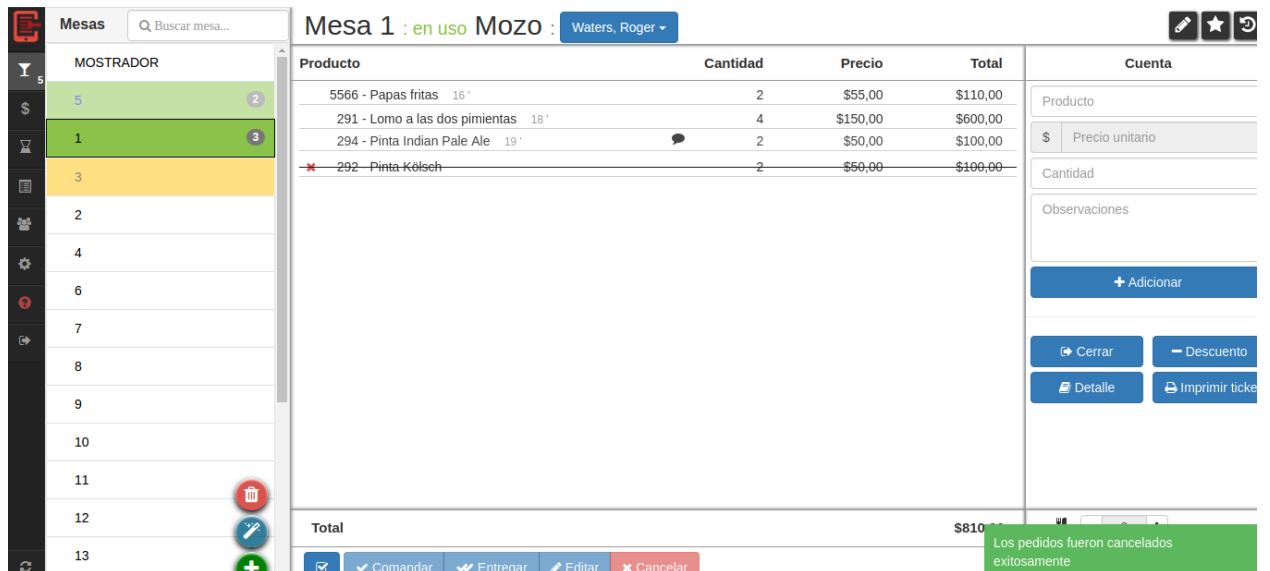 Mesas
Buscar mesa...
Mesa 1 : en uso Mozo : Waters, Roger
5
MOSTRADOR
5 2
1 3
3
2
4
6
7
8
9
10
11
12
13
Producto Cantidad Precio Total
5566 - Papas fritas 16 ' 2 $55,00 $110,00
291 - Lomo a las dos pimientas 18 ' 4 $150,00 $600,00
294 - Pinta Indian Pale Ale 19 ' 2 $50,00 $100,00
292 - Pinta Kölsch 2 $50,00 $100,00
Total $810
Comandar Entregar Editar Cancelar
Cuenta
Producto
$ Precio unitario
Cantidad
Observaciones
Adicionar
Cerrar Descuento
Detalle Imprimir ticke
Los pedidos fueron cancelados
exitosamente